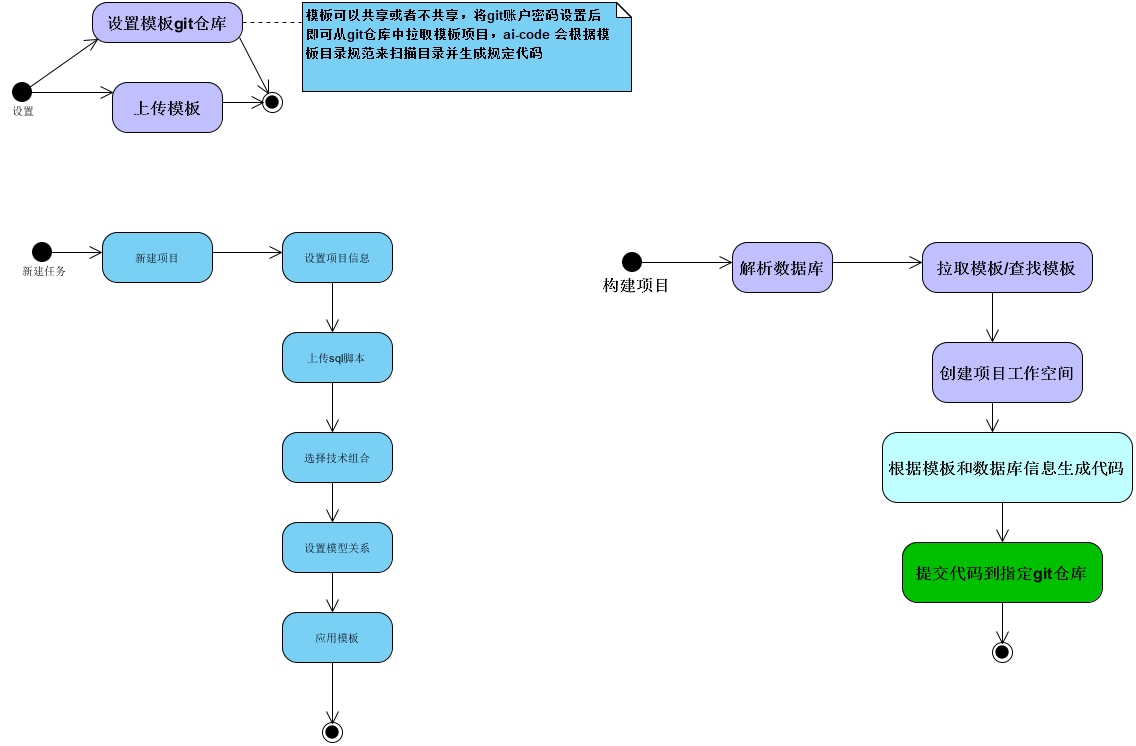 设置模板git仓库
模板可以共享或者不共享，将git账户密码设置后
即可从git仓库中拉取模板项目，ai-code 会根据模
板目录规范来扫描目录并生成规定代码
设置
上传模板
新建任务
新建项目
设置项目信息
上传sql脚本
选择技术组合
设置模型关系
应用模板
构建项目
解析数据库
拉取模板/查找模板
创建项目工作空间
根据模板和数据库信息生成代码
提交代码到指定git仓库